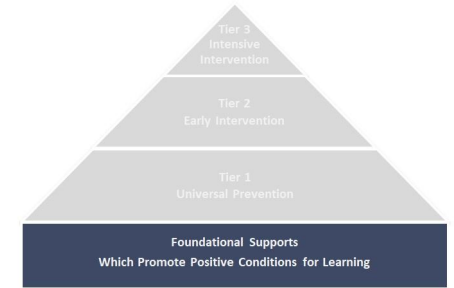 Tier 3
Intensive
Intervention
Tier 2
Early Intervention
Tier 1
Universal Prevention
Foundational Supports
Which Promote Positive Conditions for Learning